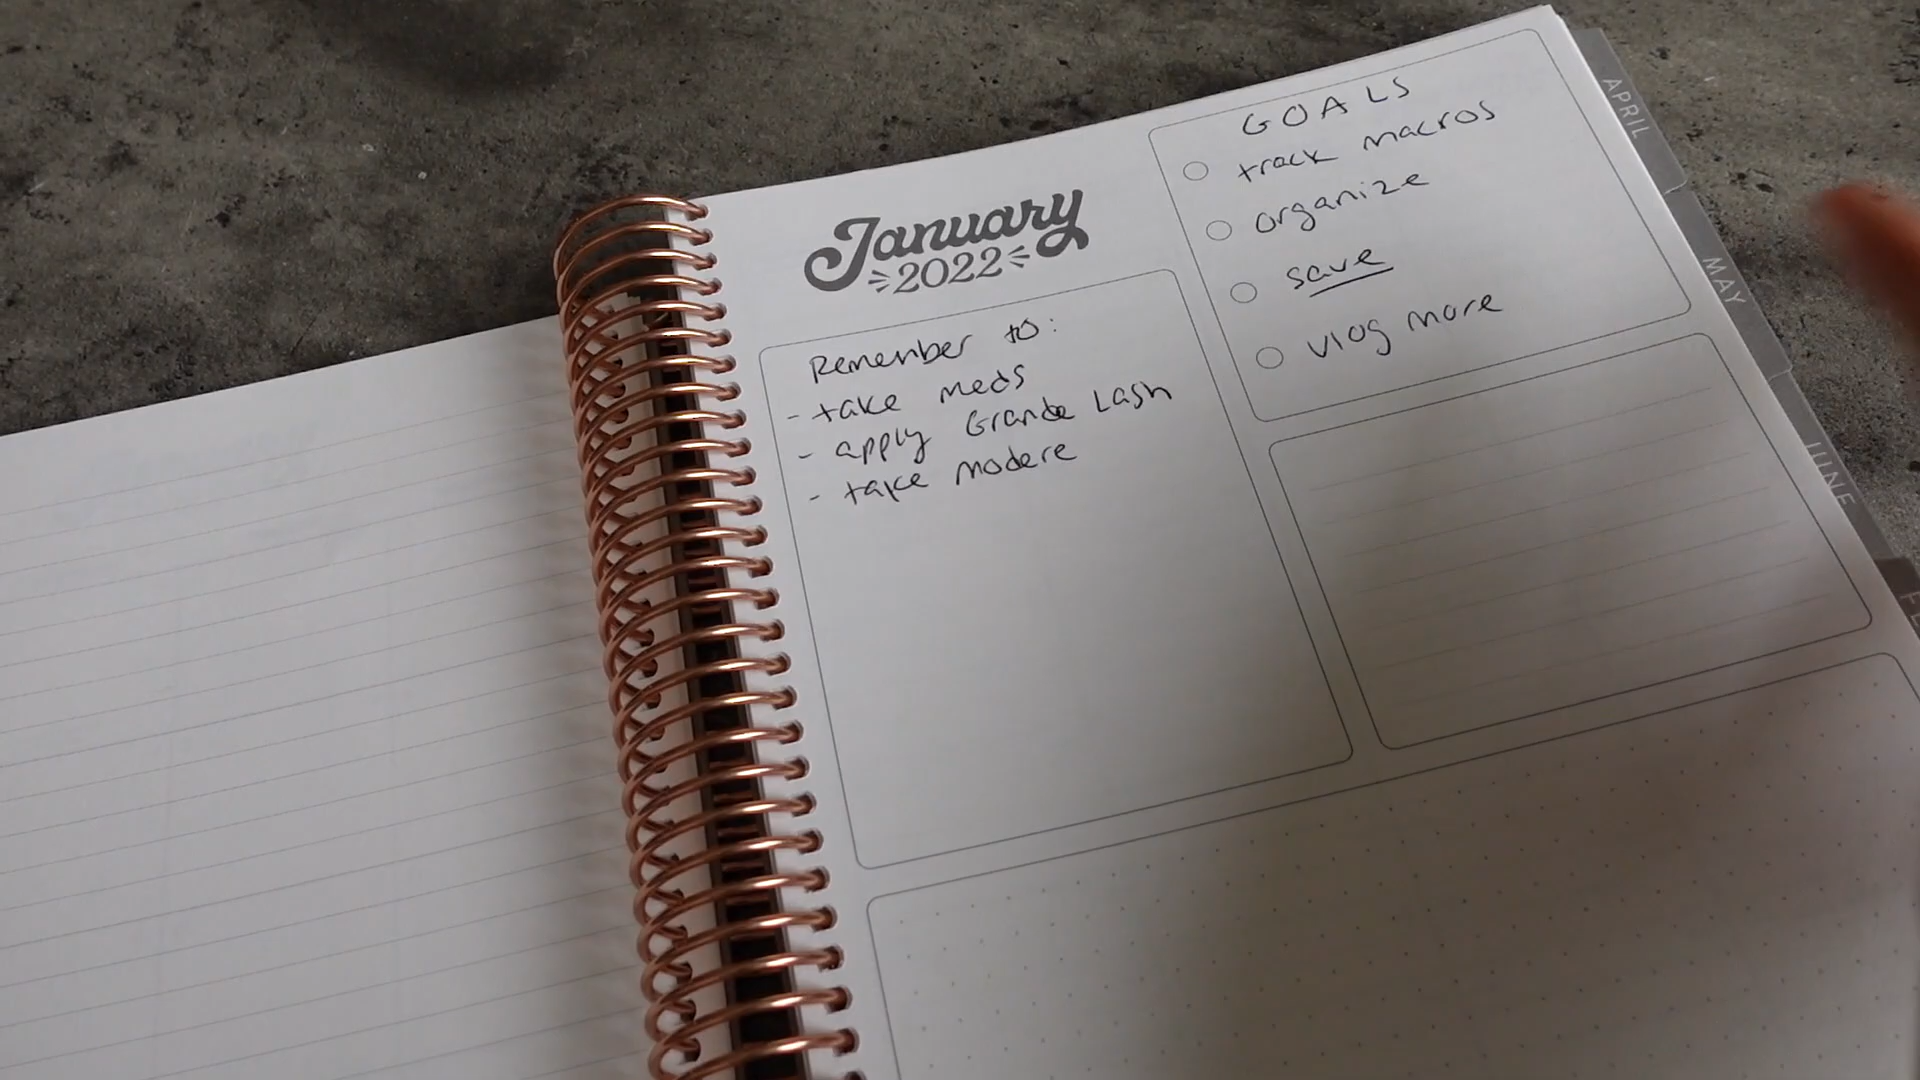 January
2022
Remember to:
- take meds
- apply Grande Lash
- take modere
GOALS
track macros
organize
save
vlog more
APRIL
MAY
JUNE